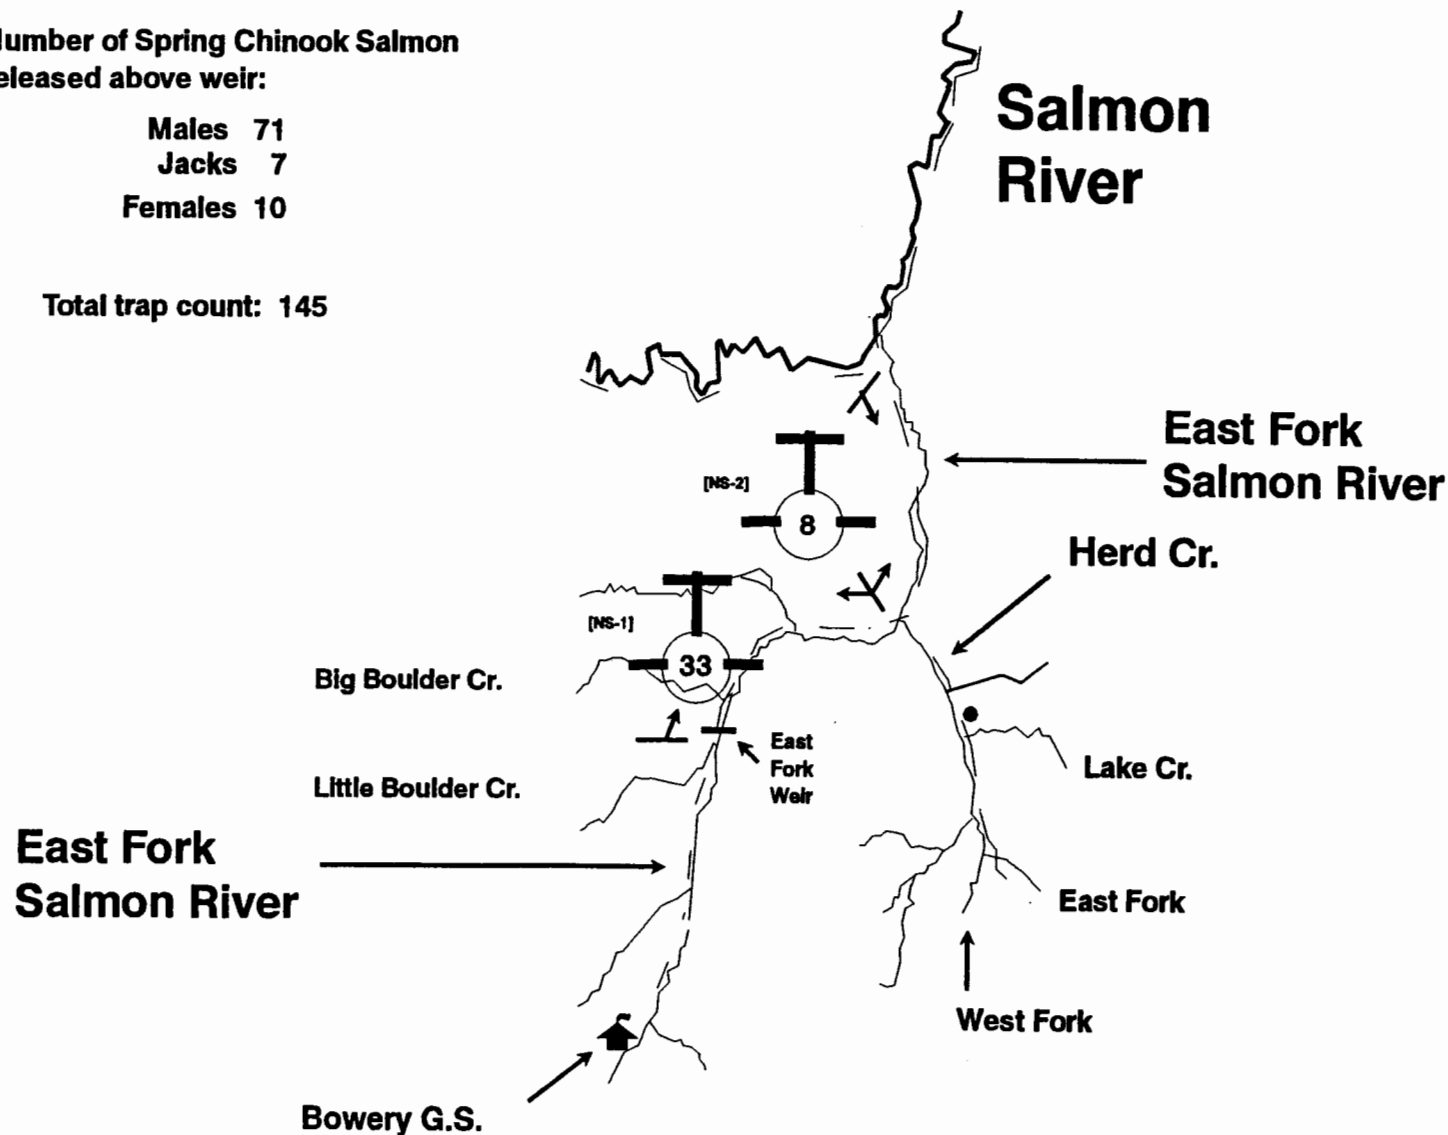 Number of Spring Chinook Salmon
eleased above weir:
Males 71
Jacks 7
Females 10
Total trap count: 145
Salmon
River
East Fork
Salmon River
[NS-2]
8
Herd Cr.
[NS-1]
33
Big Boulder Cr.
East
Fork
Weir
Lake Cr.
Little Boulder Cr.
East Fork
Salmon River
East Fork
West Fork
Bowery G.S.